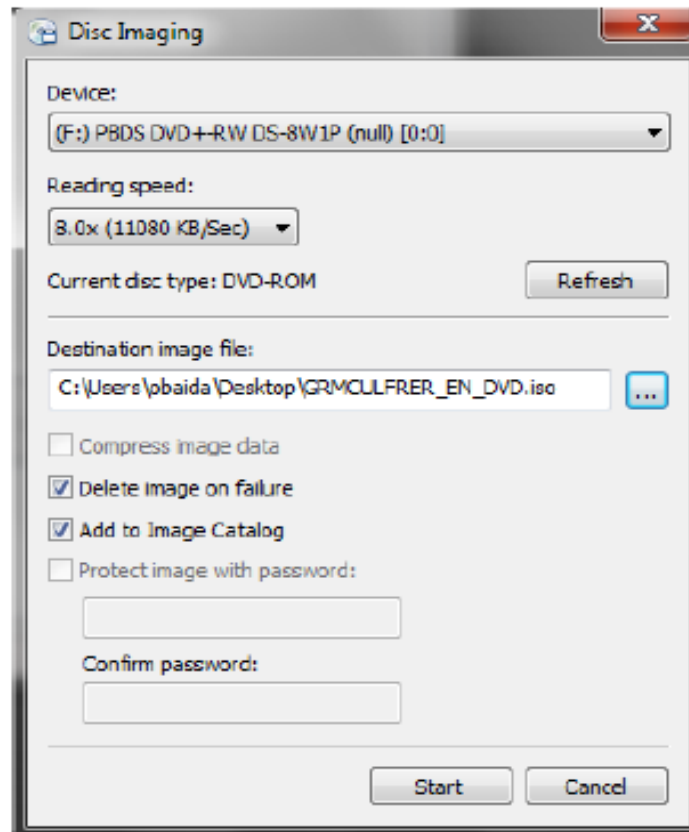 Disc Imaging
Device:
(F:) PBDS DVD+-RW DS-8W1P (null) [0:0]
Reading speed:
8.0x (11080 KB/Sec)
Current disc type: DVD-ROM
Refresh
Destination image file:
C:\Users\obaida\Desktop\GRMCULFRER_EN_DVD.iso
...
Compress image data
Delete image on failure
Add to Image Catalog
Protect image with password:
Confirm password:
Start
Cancel